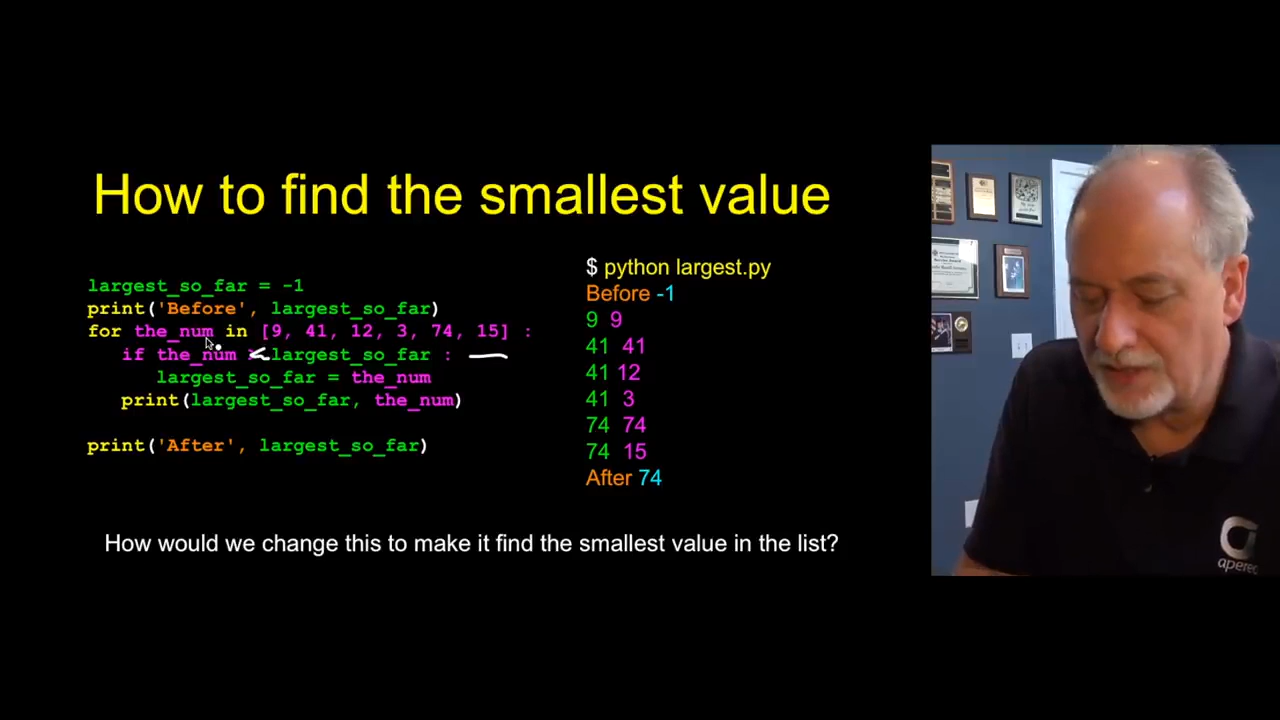 How to find the smallest value
largest_so_far = -1
print('Before', largest_so_far)
for the_num in [9, 41, 12, 3, 74, 15] :
if the_num < largest_so_far :
largest_so_far = the_num
print(largest_so_far, the_num)
print('After', largest_so_far)
$ python largest.py
Before -1
9 9
41 41
41 12
41 3
74 74
74 15
After 74
How would we change this to make it find the smallest value in the list?